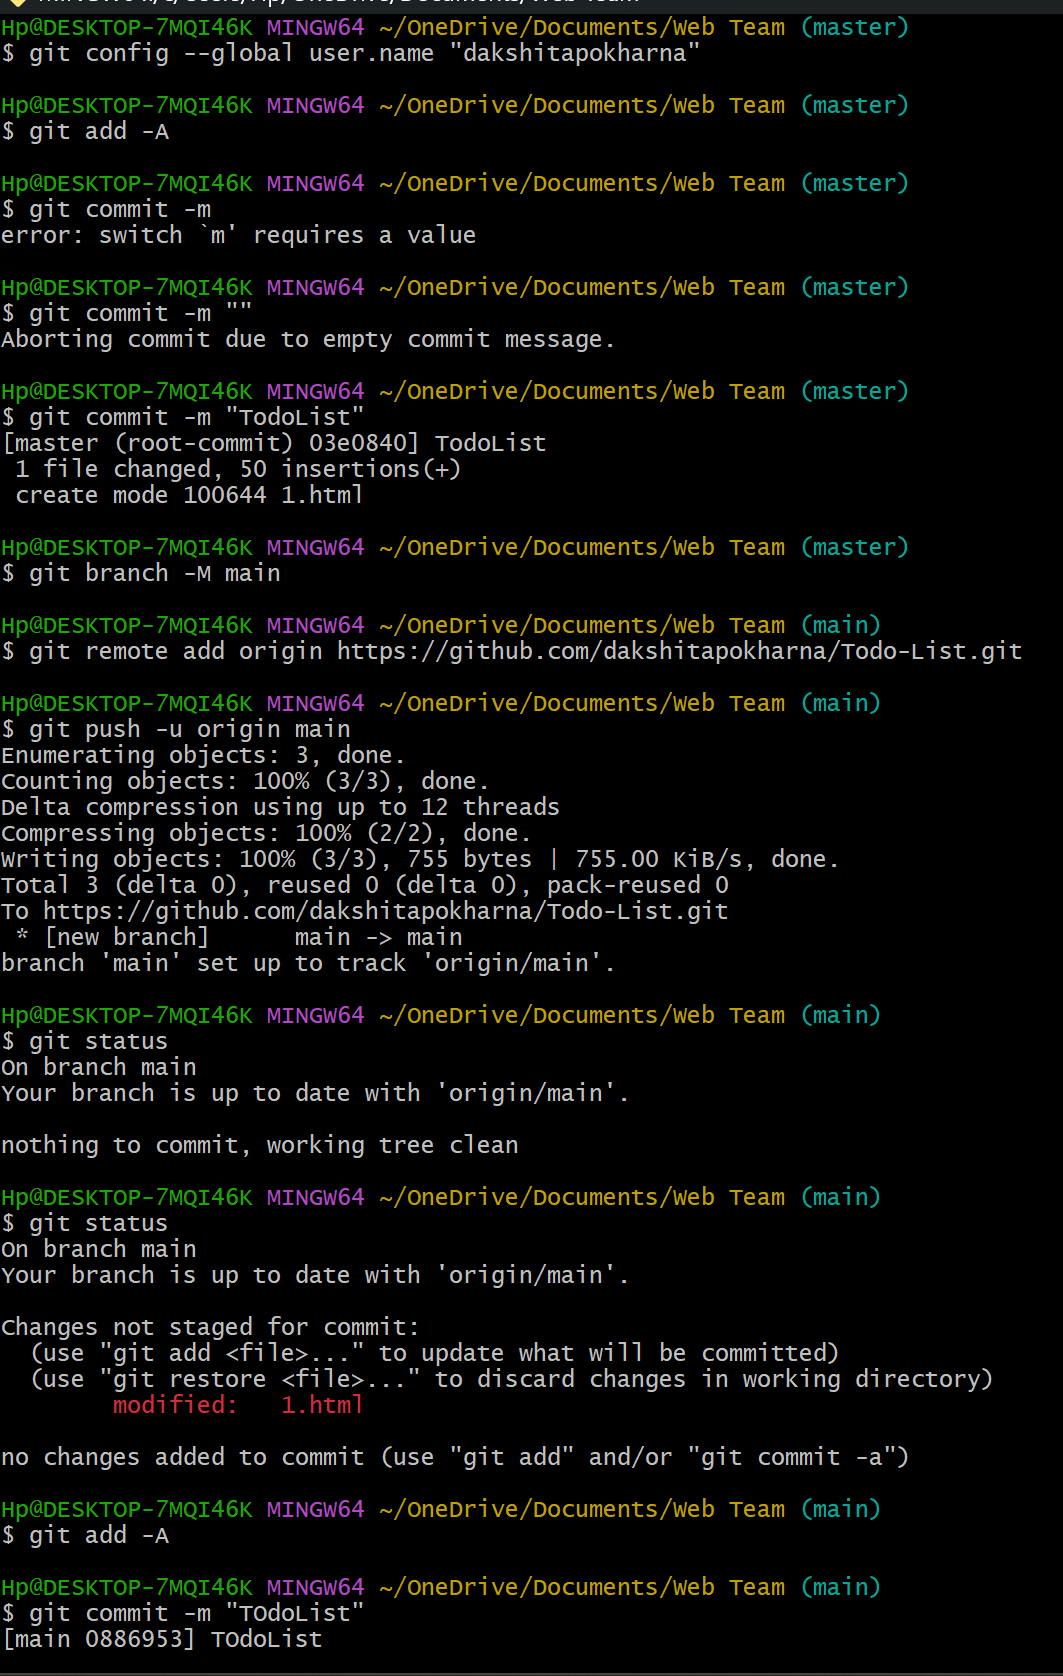 Hp@DESKTOP-7MQI46K MINGW64 ~/OneDrive/Documents/Web Team (master)
$ git config --global user.name "dakshitapokharna"

Hp@DESKTOP-7MQI46K MINGW64 ~/OneDrive/Documents/Web Team (master)
$ git add -A

Hp@DESKTOP-7MQI46K MINGW64 ~/OneDrive/Documents/Web Team (master)
$ git commit -m
error: switch `m' requires a value

Hp@DESKTOP-7MQI46K MINGW64 ~/OneDrive/Documents/Web Team (master)
$ git commit -m ""
Aborting commit due to empty commit message.

Hp@DESKTOP-7MQI46K MINGW64 ~/OneDrive/Documents/Web Team (master)
$ git commit -m "TodoList"
[master (root-commit) 03e0840] TodoList
 1 file changed, 50 insertions(+)
 create mode 100644 1.html

Hp@DESKTOP-7MQI46K MINGW64 ~/OneDrive/Documents/Web Team (master)
$ git branch -M main

Hp@DESKTOP-7MQI46K MINGW64 ~/OneDrive/Documents/Web Team (main)
$ git remote add origin https://github.com/dakshitapokharna/Todo-List.git

Hp@DESKTOP-7MQI46K MINGW64 ~/OneDrive/Documents/Web Team (main)
$ git push -u origin main
Enumerating objects: 3, done.
Counting objects: 100% (3/3), done.
Delta compression using up to 12 threads
Compressing objects: 100% (2/2), done.
Writing objects: 100% (3/3), 755 bytes | 755.00 KiB/s, done.
Total 3 (delta 0), reused 0 (delta 0), pack-reused 0
To https://github.com/dakshitapokharna/Todo-List.git
 * [new branch]      main -> main
branch 'main' set up to track 'origin/main'.

Hp@DESKTOP-7MQI46K MINGW64 ~/OneDrive/Documents/Web Team (main)
$ git status
On branch main
Your branch is up to date with 'origin/main'.

nothing to commit, working tree clean

Hp@DESKTOP-7MQI46K MINGW64 ~/OneDrive/Documents/Web Team (main)
$ git status
On branch main
Your branch is up to date with 'origin/main'.

Changes not staged for commit:
  (use "git add <file>..." to update what will be committed)
  (use "git restore <file>..." to discard changes in working directory)
        modified:   1.html

no changes added to commit (use "git add" and/or "git commit -a")

Hp@DESKTOP-7MQI46K MINGW64 ~/OneDrive/Documents/Web Team (main)
$ git add -A

Hp@DESKTOP-7MQI46K MINGW64 ~/OneDrive/Documents/Web Team (main)
$ git commit -m "TOdoList"
[main 0886953] TOdoList